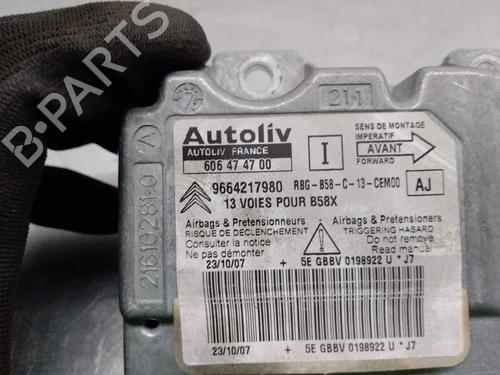 B-PARTS
211
21610281-0 A
Autoliv
AUTOLIV FRANCE
606 47 47 00
I
SENS DE MONTAGE
IMPERATIF
AVANT
FORWARD
9664217980 RBG-B58-C-13-CEM00
AJ
13 VOIES POUR B58X
Airbags & Pretensionneurs
RISQUE DE DECLENCHEMENT
Consulter la notice
Ne pas démonter
Airbags & Pretensioners
TRIGGERING HAZARD
Do not remove
Read manual
23/10/07 + 5E GBBV 0198922 U *J7
23/10/07 + 5E GBBV 0198922 U *J7